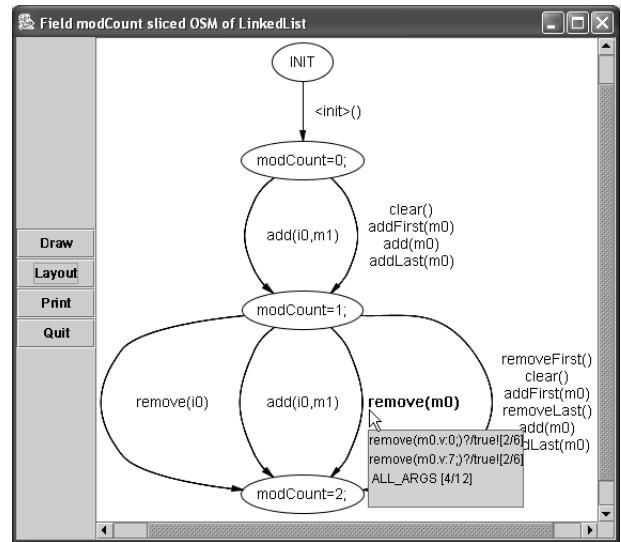 Field modCount sliced OSM of LinkedList
INIT
<init>()
modCount=0;
add(i0,m1)
clear()
addFirst(m0)
add(m0)
addLast(m0)
Draw
Layout
Print
Quit
modCount=1;
remove(i0)
add(i0,m1)
remove(m0)
removeFirst()
clear()
addFirst(m0)
removeLast()
add(m0)
dLast(m0)
remove(m0.v:0;)?/true![2/6]
remove(m0.v:7;)?/true![2/6]
ALL_ARGS [4/12]
modCount=2;